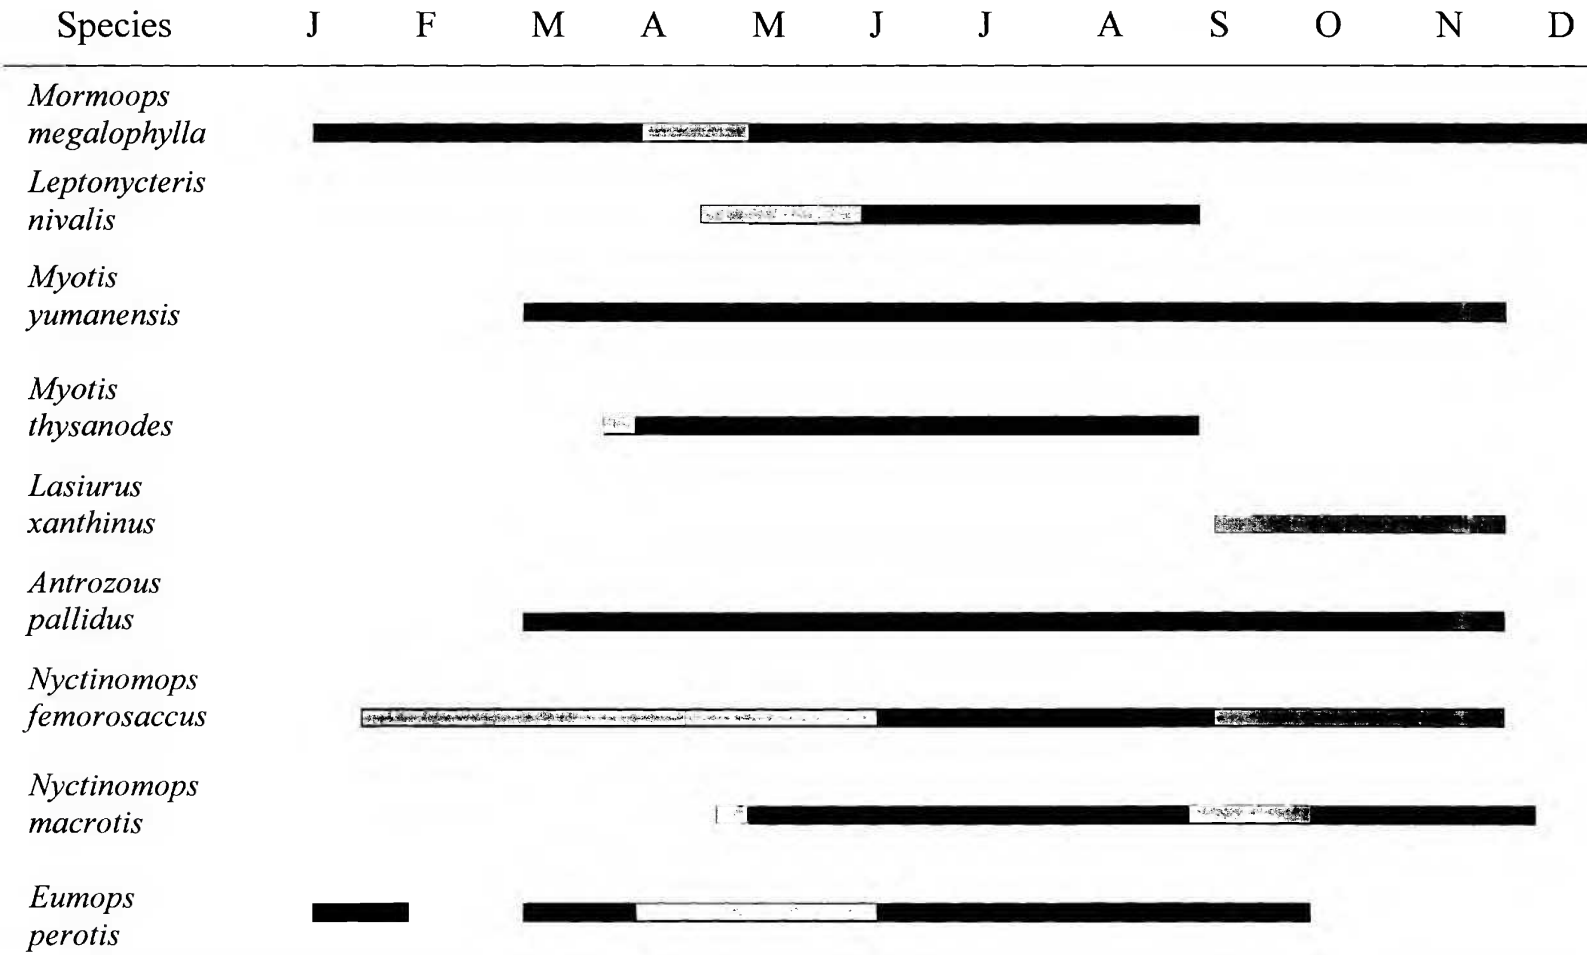 Species J F M A M J J A S O N D
Mormoops
megalophylla
Leptonycteris
nivalis
Myotis
yumanensis
Myotis
thysanodes
Lasiurus
xanthinus
Antrozous
pallidus
Nyctinomops
femorosaccus
Nyctinomops
macrotis
Eumops
perotis